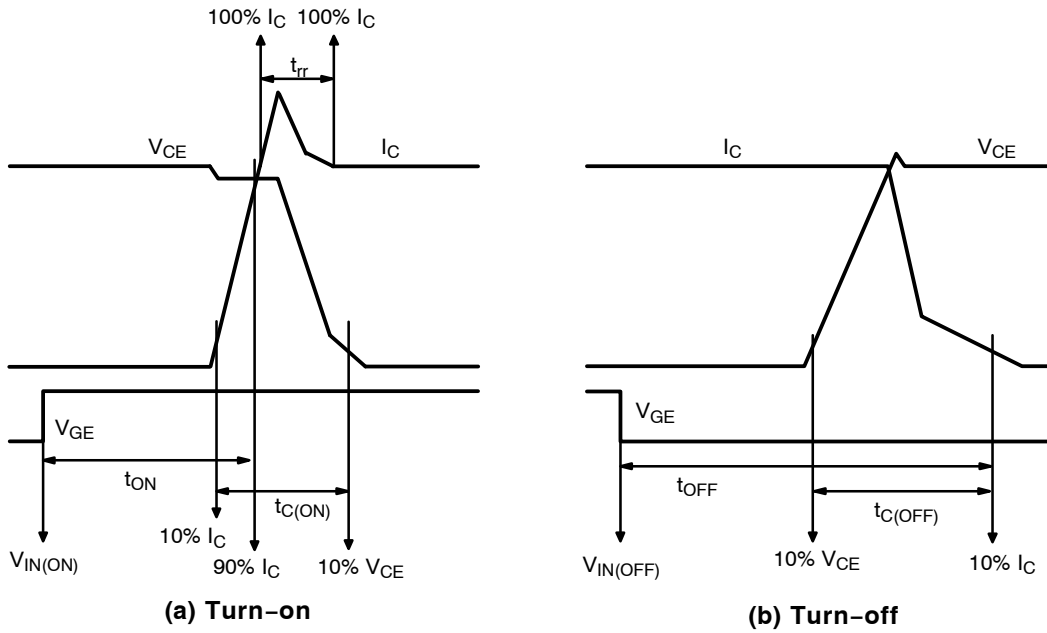 100% I_C 100% I_C
t_rr
V_CE I_C
V_GE
t_ON
t_C(ON)
10% I_C
V_IN(ON)
90% I_C 10% V_CE
(a) Turn−on
I_C V_CE
V_GE
t_OFF
t_C(OFF)
V_IN(OFF) 10% V_CE 10% I_C
(b) Turn−off